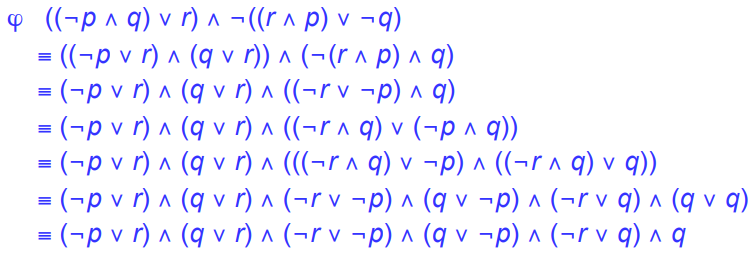 φ ((¬p ∧ q) ∨ r) ∧ ¬((r ∧ p) ∨ ¬q)
≡ ((¬p ∨ r) ∧ (q ∨ r)) ∧ (¬(r ∧ p) ∧ q)
≡ (¬p ∨ r) ∧ (q ∨ r) ∧ ((¬r ∨ ¬p) ∧ q)
≡ (¬p ∨ r) ∧ (q ∨ r) ∧ ((¬r ∧ q) ∨ (¬p ∧ q))
≡ (¬p ∨ r) ∧ (q ∨ r) ∧ (((¬r ∧ q) ∨ ¬p) ∧ ((¬r ∧ q) ∨ q))
≡ (¬p ∨ r) ∧ (q ∨ r) ∧ (¬r ∨ ¬p) ∧ (q ∨ ¬p) ∧ (¬r ∨ q) ∧ (q ∨ q)
≡ (¬p ∨ r) ∧ (q ∨ r) ∧ (¬r ∨ ¬p) ∧ (q ∨ ¬p) ∧ (¬r ∨ q) ∧ q